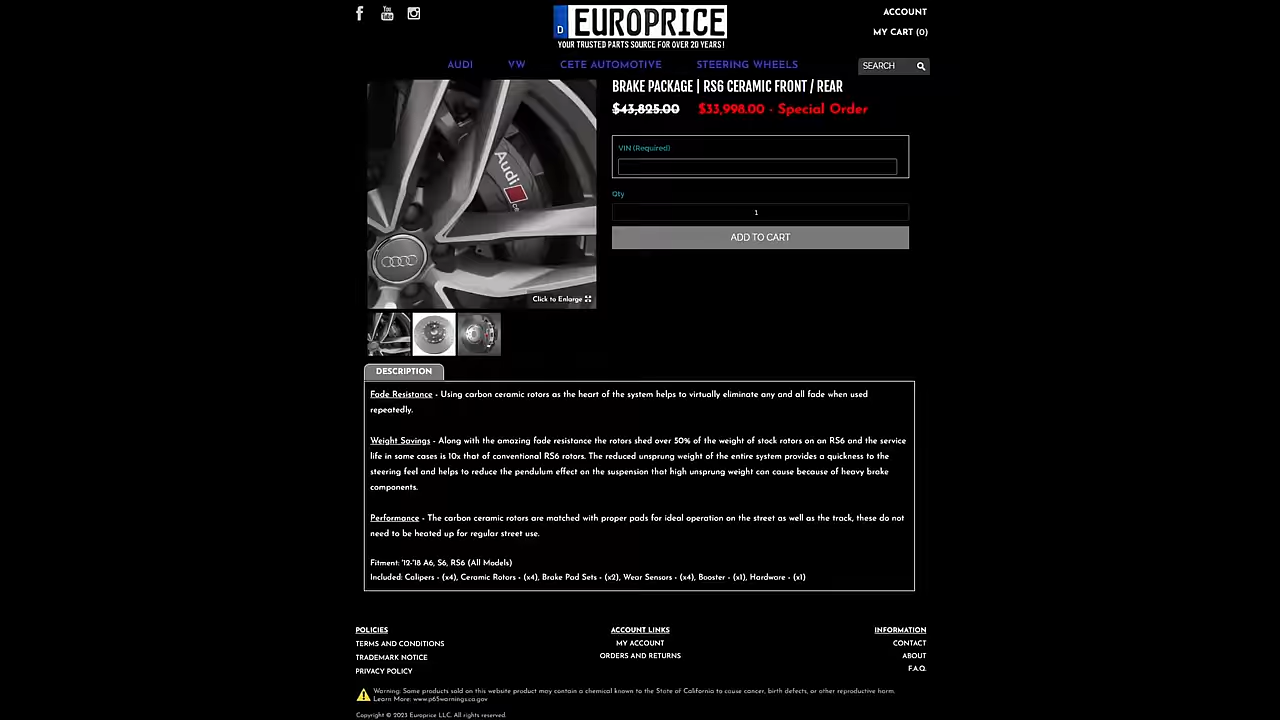 You
Tube
D
EUROPRICE
YOUR TRUSTED PARTS SOURCE FOR OVER 20 YEARS!
ACCOUNT
MY CART (0)
AUDI
VW
CETE AUTOMOTIVE
STEERING WHEELS
SEARCH
BRAKE PACKAGE | RS6 CERAMIC FRONT / REAR
$43,825.00 $33,998.00 - Special Order
VIN (Required)
Qty
1
ADD TO CART
Audi
Click to Enlarge
DESCRIPTION
Fade Resistance - Using carbon ceramic rotors as the heart of the system helps to virtually eliminate any and all fade when used
repeatedly.
Weight Savings - Along with the amazing fade resistance the rotors shed over 50% of the weight of stock rotors on an RS6 and the service
life in some cases is 10x that of conventional RS6 rotors. The reduced unsprung weight of the entire system provides a quickness to the
steering feel and helps to reduce the pendulum effect on the suspension that high unsprung weight can cause because of heavy brake
components.
Performance - The carbon ceramic rotors are matched with proper pads for ideal operation on the street as well as the track, these do not
need to be heated up for regular street use.
Fitment: '12-'18 A6, S6, RS6 (All Models)
Included: Calipers - (x4), Ceramic Rotors - (x4), Brake Pad Sets - (x2), Wear Sensors - (x4), Booster - (x1), Hardware - (x1)
POLICIES
TERMS AND CONDITIONS
TRADEMARK NOTICE
PRIVACY POLICY
ACCOUNT LINKS
MY ACCOUNT
ORDERS AND RETURNS
INFORMATION
CONTACT
ABOUT
F.A.Q.
Warning: Some products sold on this website product may contain a chemical known to the State of California to cause cancer, birth defects, or other reproductive harm.
Learn More: www.p65warnings.ca.gov
Copyright © 2023 Europrice LLC. All rights reserved.